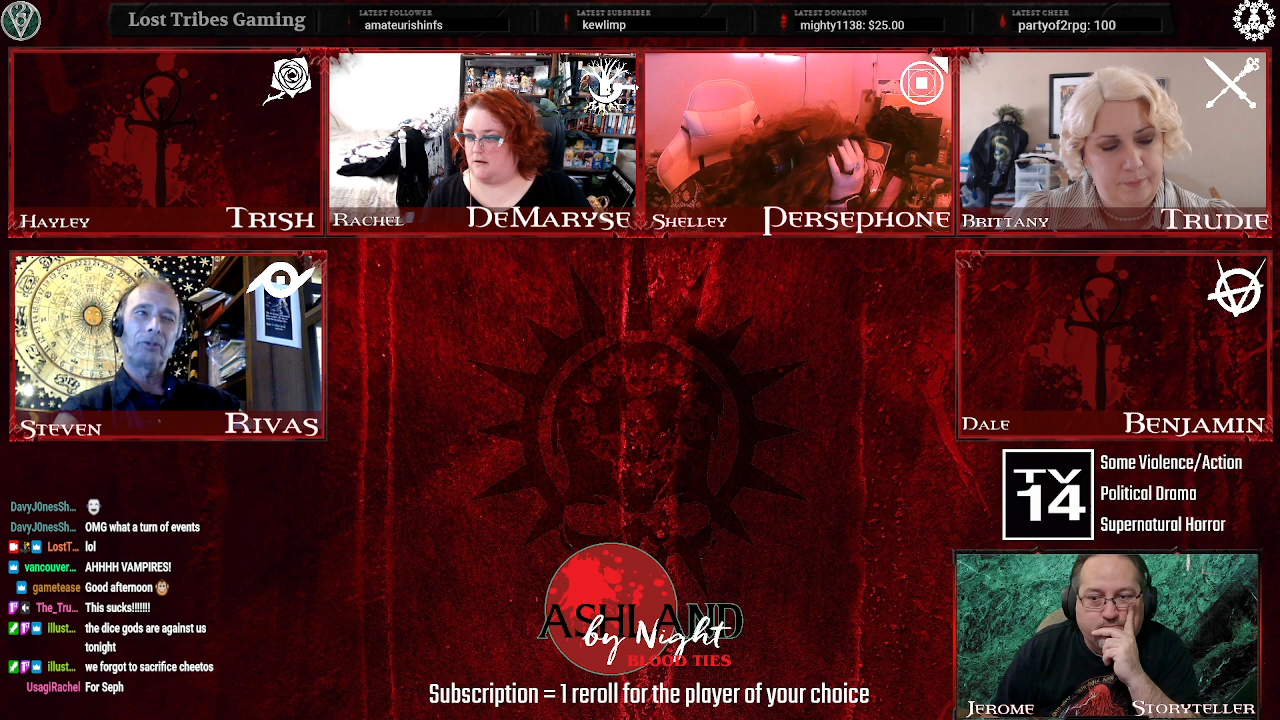 Lost Tribes Gaming
LATEST FOLLOWER
amateurishinfs
LATEST SUBSRIBER
kewlimp
LATEST DONATION
mighty1138: $25.00
LATEST CHEER
partyof2rpg: 100
HAYLEY
TRISH
RACHEL
DEMARYSE
SHELLEY
PERSEPHONE
BRITTANY
TRUDIE
STEVEN
RIVAS
DALE
BENJAMIN
TV
14
Some Violence/Action
Political Drama
Supernatural Horror
DavyJ0nesSh...
DavyJ0nesSh... OMG what a turn of events
LostT... lol
vancouver... AHHHH VAMPIRES!
gametease Good afternoon
The_Tru... This sucks!!!!!!!
illust... the dice gods are against us
tonight
illust... we forgot to sacrifice cheetos
UsagiRachel For Seph
ASHLAND
by Night
BLOOD TIES
Subscription = 1 reroll for the player of your choice
JEROME
STORYTELLER